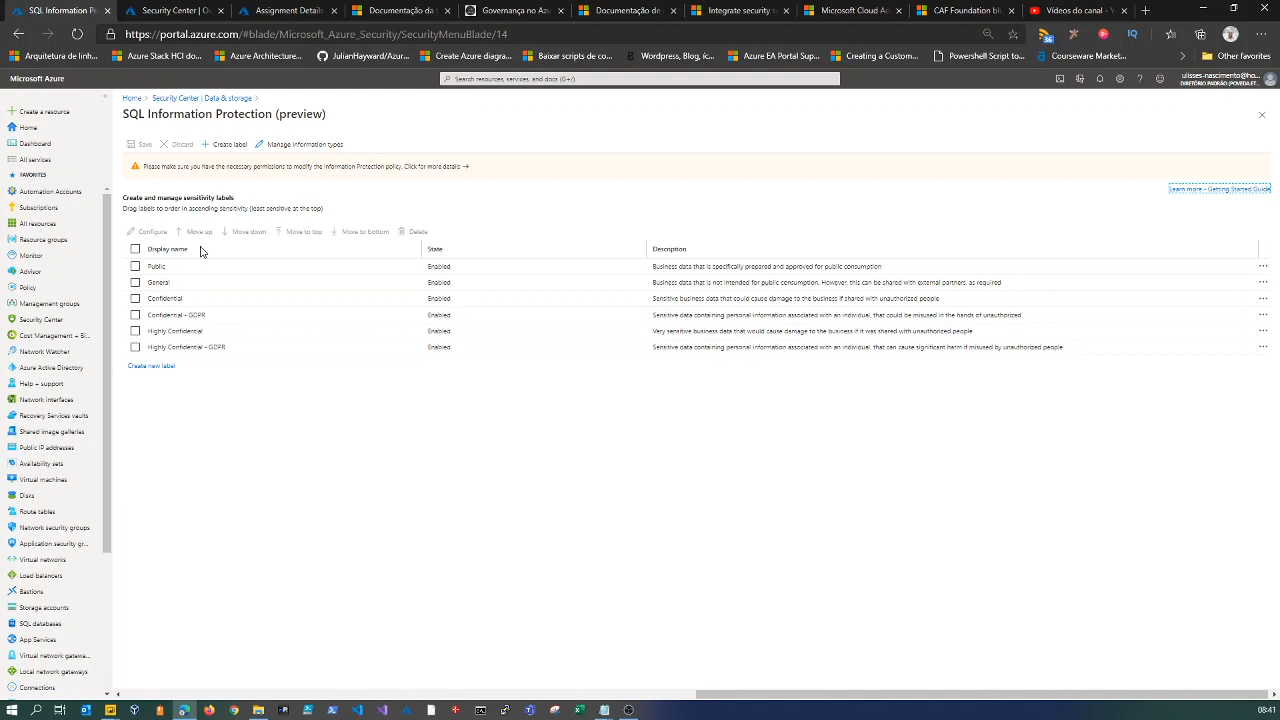 SQL Information Pr
Security Center | Ov
Assignment Details
Documentação da
Governança no Azu
Documentação de
Integrate security s
Microsoft Cloud Ad
CAF Foundation blu
Vídeos do canal - Y
https://portal.azure.com/#blade/Microsoft_Azure_Security/SecurityMenuBlade/14
36
IQ
Arquitetura de linh...
Azure Stack HCI do...
Azure Architecture...
JulianHayward/Azur...
Create Azure diagra...
Baixar scripts de co...
Wordpress, Blog, ic...
Azure EA Portal Sup...
Creating a Custom...
Powershell Script to...
Courseware Market...
Other favorites
Microsoft Azure
Search resources, services, and docs (G+/)
ulisses-nascimento@ho...
DIRETÓRIO PADRÃO (POVEDA.FT...
Home > Security Center | Data & storage >
SQL Information Protection (preview)
Save
Discard
Create label
Manage information types
Please make sure you have the necessary permissions to modify the Information Protection policy. Click for more details →
Learn more - Getting Started Guide
Create and manage sensitivity labels
Drag labels to order in ascending sensitivity (least sensitive at the top)
Configure
Move up
Move down
Move to top
Move to bottom
Delete
Display name State Description
Public Enabled Business data that is specifically prepared and approved for public consumption
General Enabled Business data that is not intended for public consumption. However, this can be shared with external partners, as required
Confidential Enabled Sensitive business data that could cause damage to the business if shared with unauthorized people
Confidential - GDPR Enabled Sensitive data containing personal information associated with an individual, that could be misused in the hands of unauthorized
Highly Confidential Enabled Very sensitive business data that would cause damage to the business if it was shared with unauthorized people
Highly Confidential - GDPR Enabled Sensitive data containing personal information associated with an individual, that can cause significant harm if misused by unauthorized people
Create new label
Create a resource
Home
Dashboard
All services
FAVORITES
Automation Accounts
Subscriptions
All resources
Resource groups
Monitor
Advisor
Policy
Management groups
Security Center
Cost Management + Bi...
Network Watcher
Azure Active Directory
Help + support
Network interfaces
Recovery Services vaults
Shared image galleries
Public IP addresses
Availability sets
Virtual machines
Disks
Route tables
Network security groups
Application security gr...
Virtual networks
Load balancers
Bastions
Storage accounts
SQL databases
App Services
Virtual network gatewa...
Local network gateways
Connections
08:41